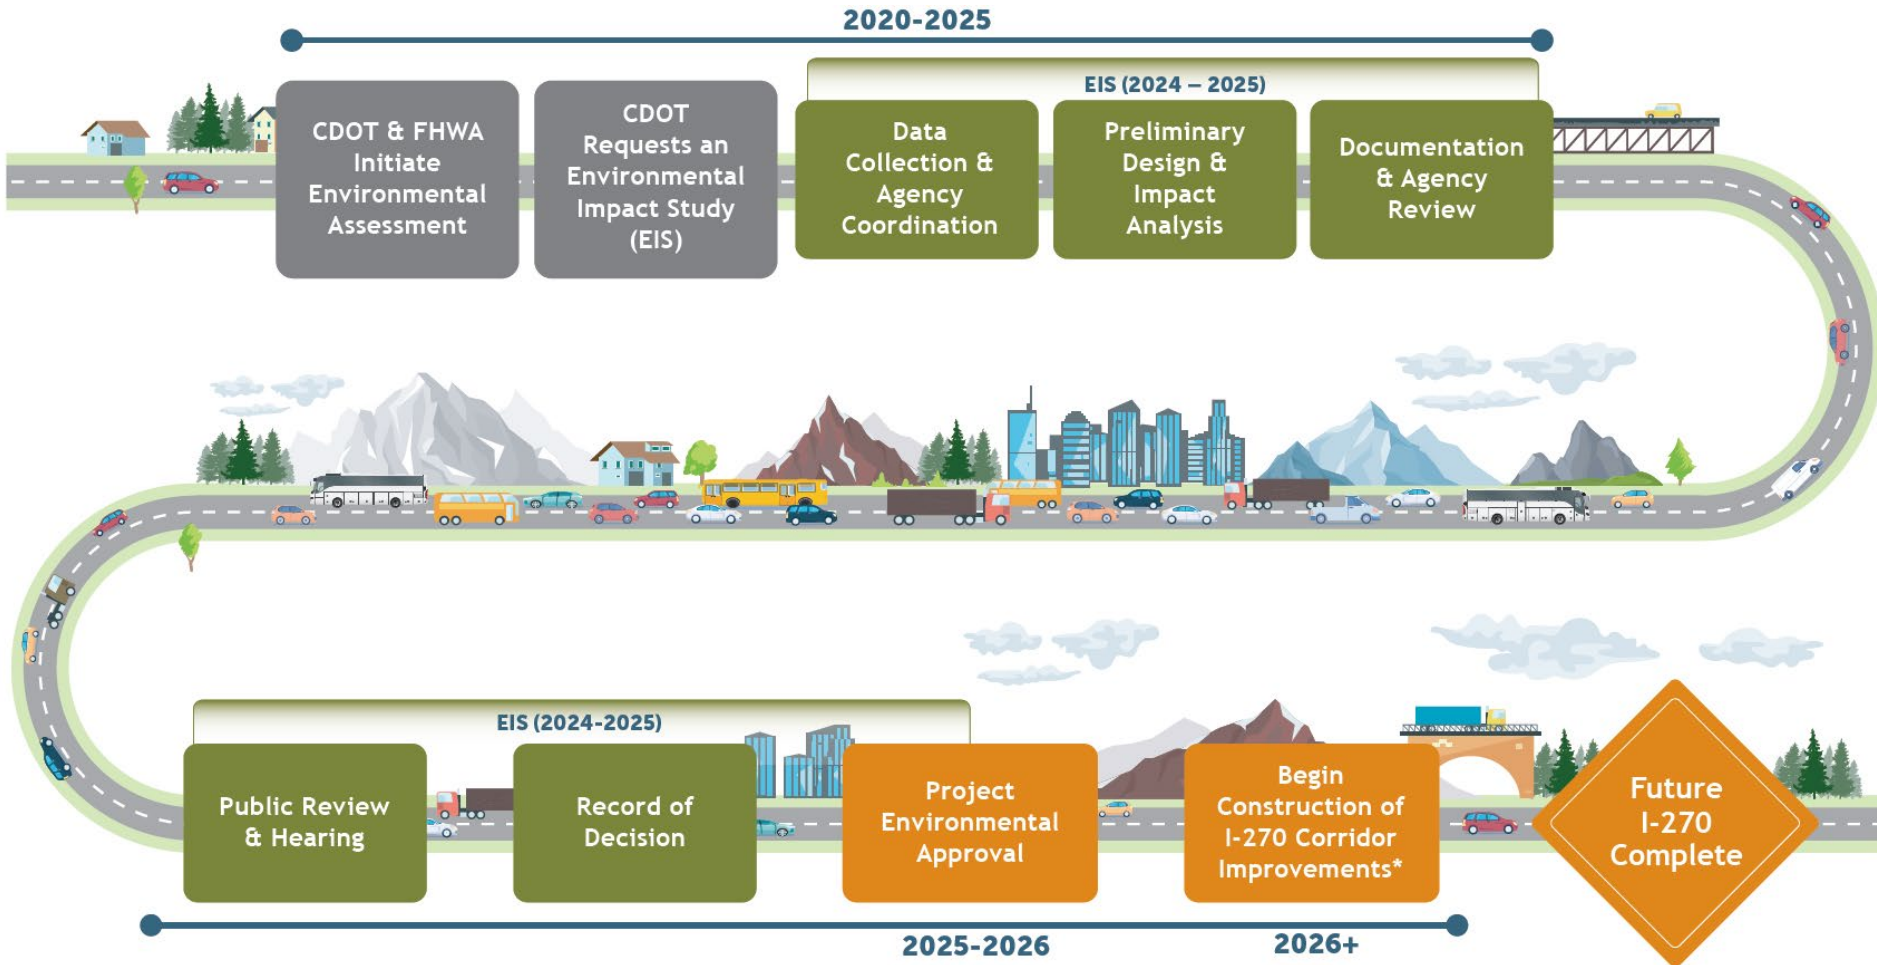 2020-2025
EIS (2024 – 2025)
CDOT & FHWA
Initiate
Environmental
Assessment
CDOT
Requests an
Environmental
Impact Study
(EIS)
Data
Collection &
Agency
Coordination
Preliminary
Design &
Impact
Analysis
Documentation
& Agency
Review
EIS (2024-2025)
Public Review
& Hearing
Record of
Decision
Project
Environmental
Approval
Begin
Construction of
I-270 Corridor
Improvements*
Future
I-270
Complete
2025-2026
2026+